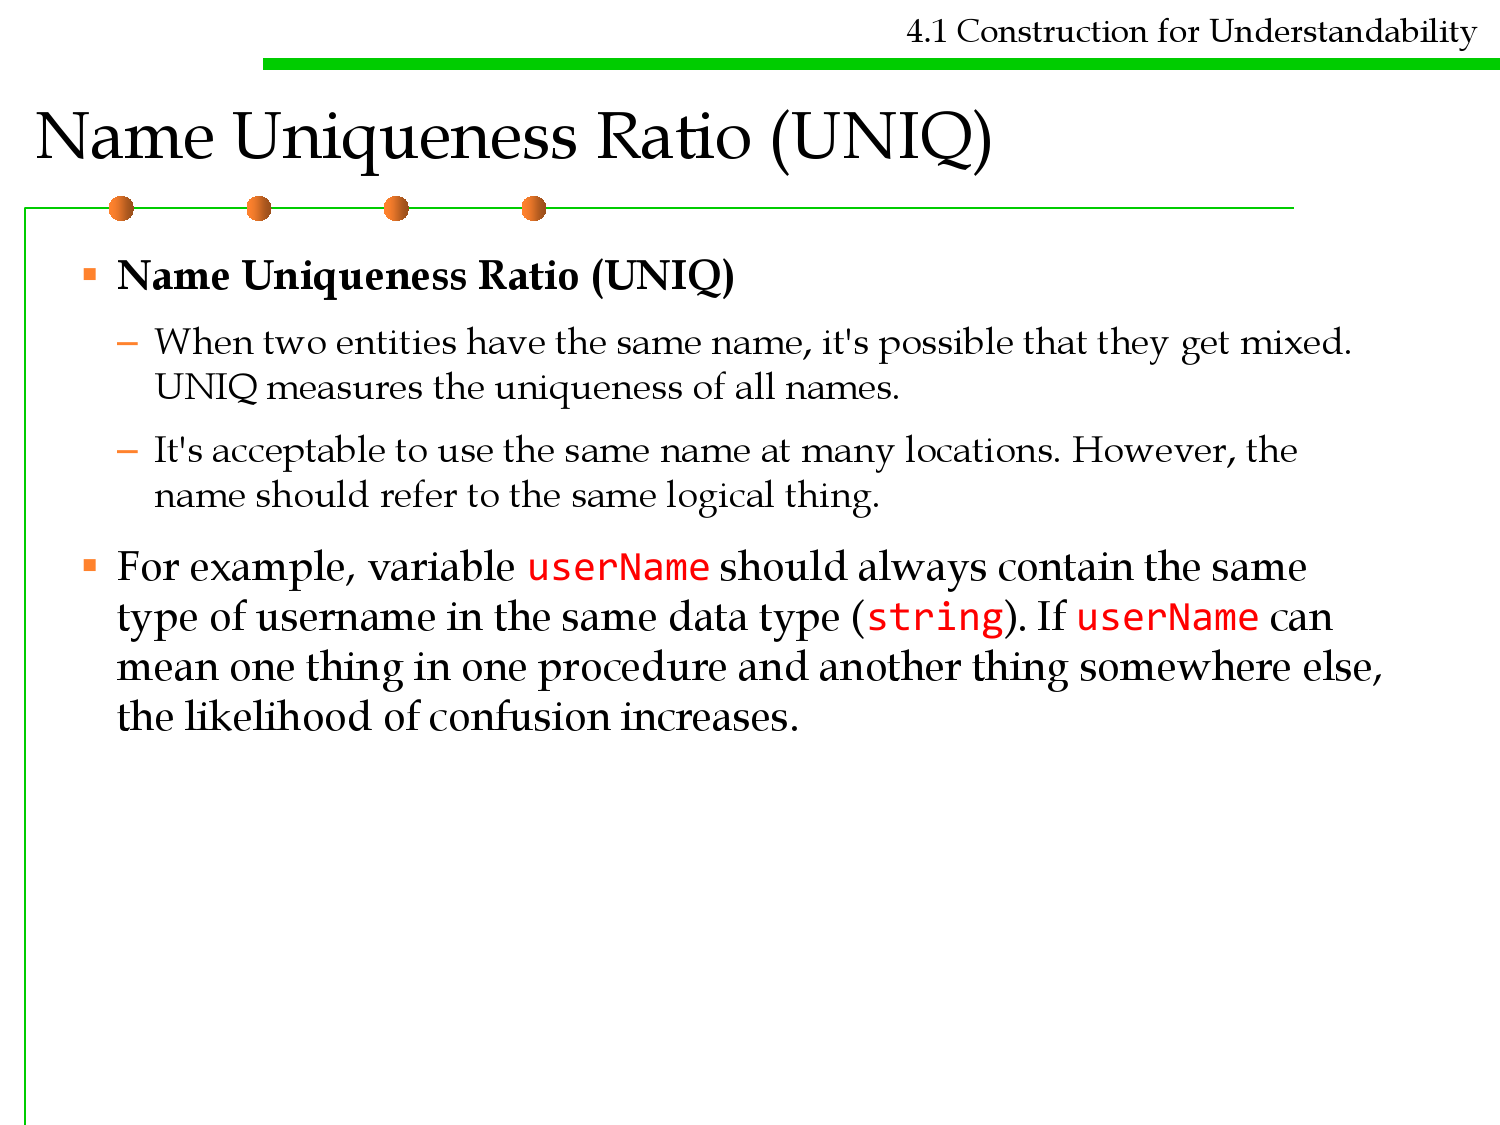 4.1 Construction for Understandability
Name Uniqueness Ratio (UNIQ)
▪ Name Uniqueness Ratio (UNIQ)
– When two entities have the same name, it's possible that they get mixed.
UNIQ measures the uniqueness of all names.
– It's acceptable to use the same name at many locations. However, the
name should refer to the same logical thing.
▪ For example, variable userName should always contain the same
type of username in the same data type (string). If userName can
mean one thing in one procedure and another thing somewhere else,
the likelihood of confusion increases.